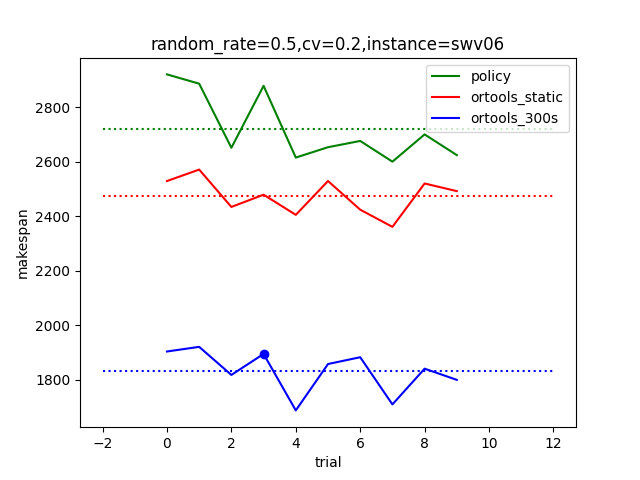 random_rate=0.5,cv=0.2,instance=swv06
policy
ortools_static
ortools_300s
makespan
2800
2600
2400
2200
2000
1800
−2 0 2 4 6 8 10 12
trial